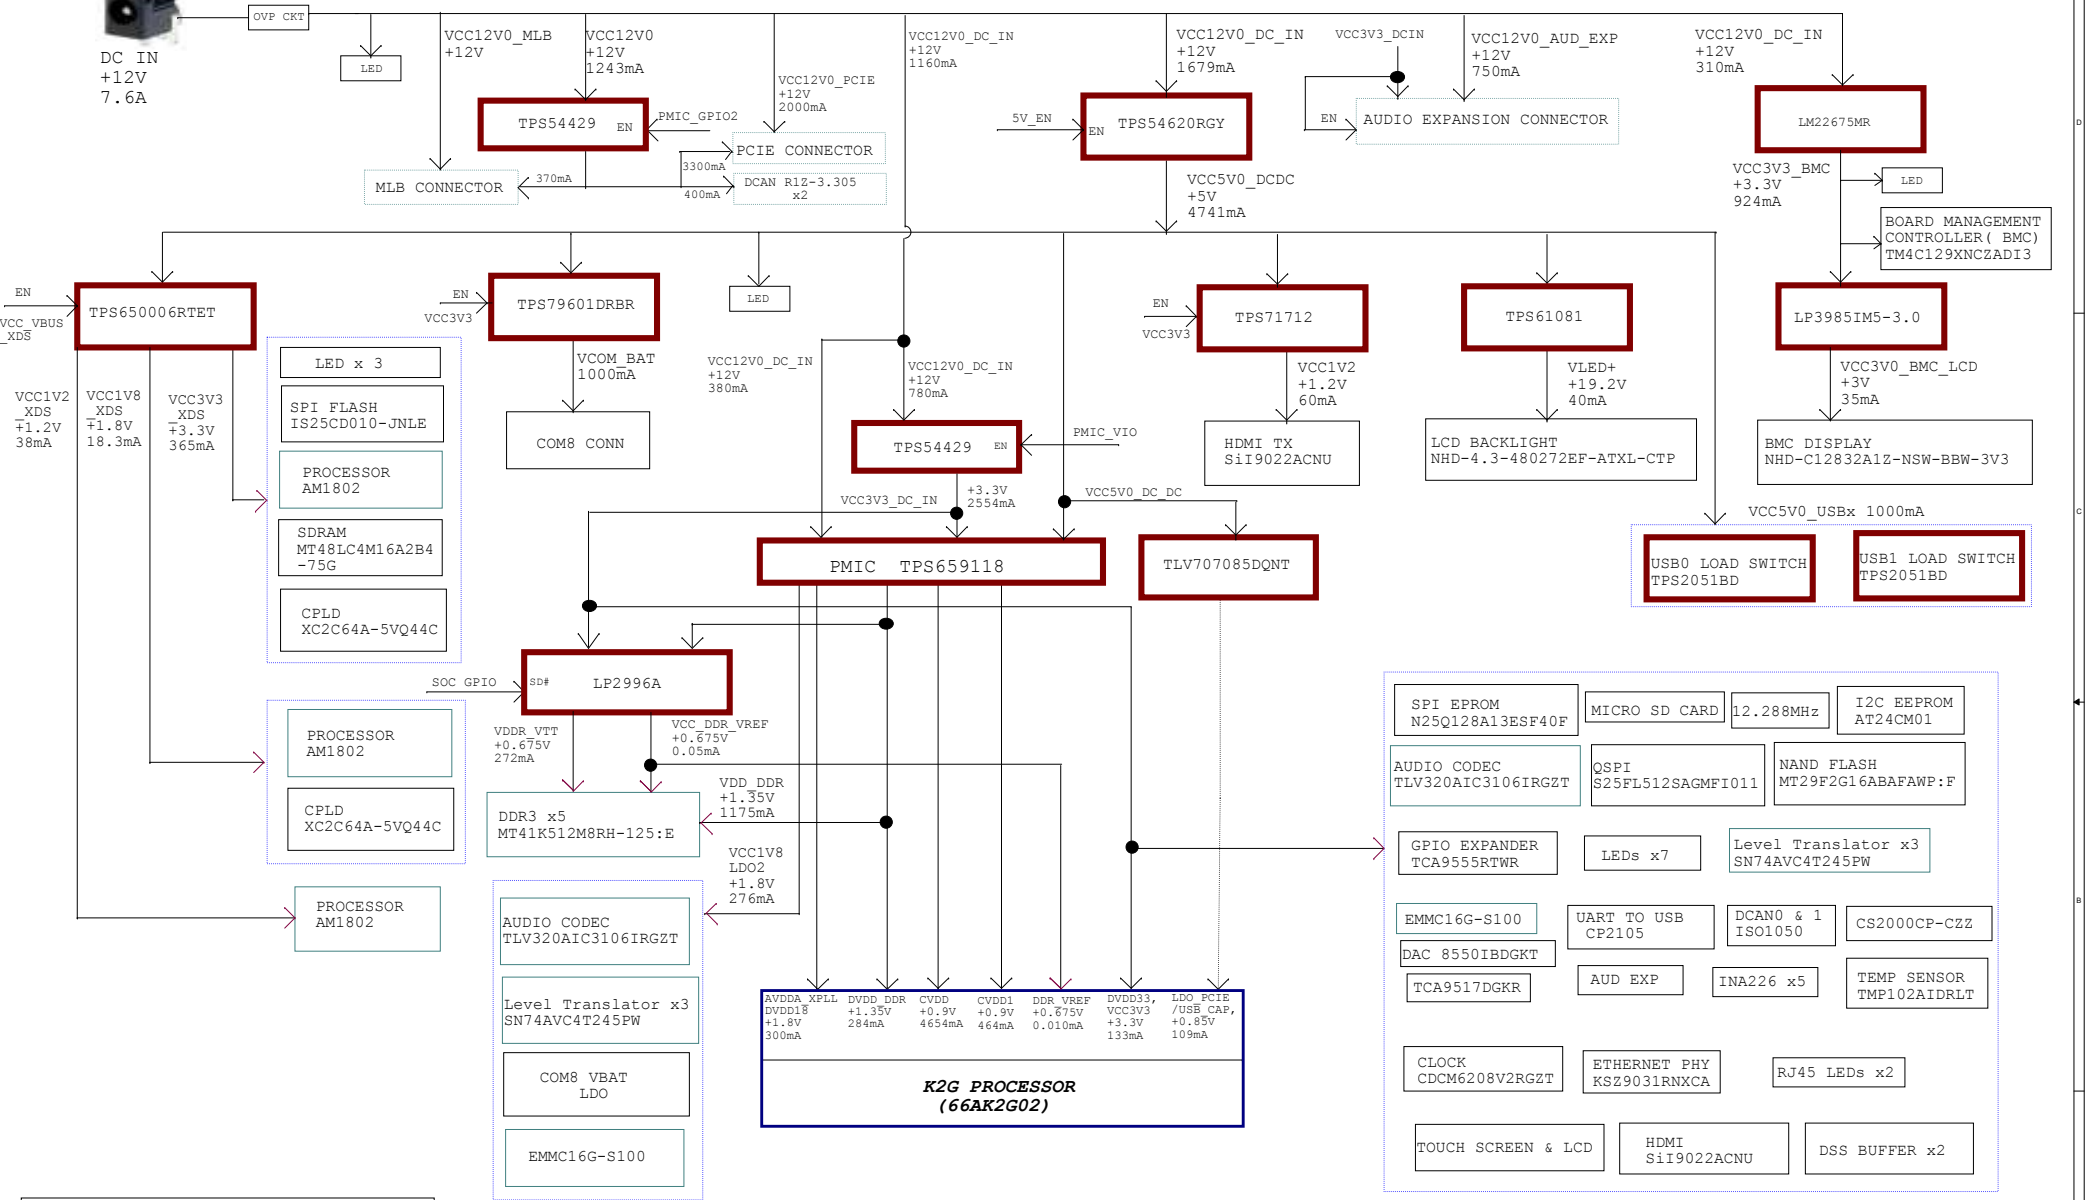 OVP CKT
DC IN
+12V
7.6A
LED
VCC12V0_MLB
+12V
VCC12V0
+12V
1243mA
VCC12V0_PCIE
+12V
2000mA
VCC12V0_DC_IN
+12V
1160mA
VCC12V0_DC_IN
+12V
1679mA
VCC3V3_DCIN
VCC12V0_AUD_EXP
+12V
750mA
VCC12V0_DC_IN
+12V
310mA
TPS54429
EN
PMIC_GPIO2
5V_EN
EN
TPS54620RGY
EN
AUDIO EXPANSION CONNECTOR
LM22675MR
D
PCIE CONNECTOR
3300mA
MLB CONNECTOR
370mA
400mA
DCAN R1Z-3.305
x2
VCC5V0_DCDC
+5V
4741mA
VCC3V3_BMC
+3.3V
924mA
LED
BOARD MANAGEMENT
CONTROLLER( BMC)
TM4C129XNCZADI3
EN
VCC_VBUS
_XDS
TPS650006RTET
EN
VCC3V3
TPS79601DRBR
LED
EN
VCC3V3
TPS71712
TPS61081
LP3985IM5-3.0
VCC1V2
_XDS
+1.2V
38mA
VCC1V8
_XDS
+1.8V
18.3mA
VCC3V3
_XDS
+3.3V
365mA
LED x 3
SPI FLASH
IS25CD010-JNLE
PROCESSOR
AM1802
SDRAM
MT48LC4M16A2B4
-75G
CPLD
XC2C64A-5VQ44C
VCOM_BAT
1000mA
COM8 CONN
VCC12V0_DC_IN
+12V
380mA
VCC12V0_DC_IN
+12V
780mA
VCC1V2
+1.2V
60mA
VLED+
+19.2V
40mA
VCC3V0_BMC_LCD
+3V
35mA
TPS54429
EN
PMIC_VIO
HDMI TX
SiI9022ACNU
LCD BACKLIGHT
NHD-4.3-480272EF-ATXL-CTP
BMC DISPLAY
NHD-C12832A1Z-NSW-BBW-3V3
VCC3V3_DC_IN
+3.3V
2554mA
VCC5V0_DC_DC
VCC5V0_USBx 1000mA
C
PMIC  TPS659118
TLV707085DQNT
USB0 LOAD SWITCH
TPS2051BD
USB1 LOAD SWITCH
TPS2051BD
SOC GPIO
SD#
LP2996A
VDDR_VTT
+0.675V
272mA
VCC_DDR_VREF
+0.675V
0.05mA
PROCESSOR
AM1802
CPLD
XC2C64A-5VQ44C
PROCESSOR
AM1802
VDD_DDR
+1.35V
1175mA
DDR3 x5
MT41K512M8RH-125:E
VCC1V8
LDO2
+1.8V
276mA
AUDIO CODEC
TLV320AIC3106IRGZT
Level Translator x3
SN74AVC4T245PW
COM8 VBAT
LDO
EMMC16G-S100
AVDDA_XPLL
DVDD18
+1.8V
300mA
DVDD_DDR
+1.35V
284mA
CVDD
+0.9V
4654mA
CVDD1
+0.9V
464mA
DDR_VREF
+0.675V
0.010mA
DVDD33,
VCC3V3
+3.3V
133mA
LDO_PCIE
/USB_CAP,
+0.85V
109mA
K2G PROCESSOR
(66AK2G02)
SPI EPROM
N25Q128A13ESF40F
MICRO SD CARD
12.288MHz
I2C EEPROM
AT24CM01
AUDIO CODEC
TLV320AIC3106IRGZT
QSPI
S25FL512SAGMFI011
NAND FLASH
MT29F2G16ABAFAWP:F
GPIO EXPANDER
TCA9555RTWR
LEDs x7
Level Translator x3
SN74AVC4T245PW
EMMC16G-S100
UART TO USB
CP2105
DCAN0 & 1
ISO1050
CS2000CP-CZZ
B
DAC 8550IBDGKT
TCA9517DGKR
AUD EXP
INA226 x5
TEMP SENSOR
TMP102AIDRLT
CLOCK
CDCM6208V2RGZT
ETHERNET PHY
KSZ9031RNXCA
RJ45 LEDs x2
TOUCH SCREEN & LCD
HDMI
SiI9022ACNU
DSS BUFFER x2